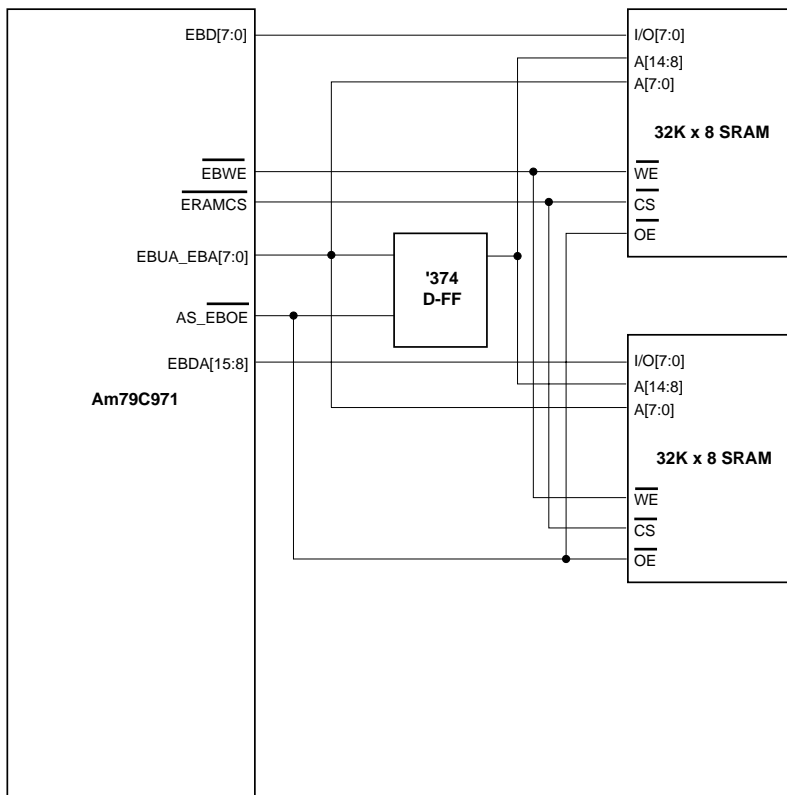 EBD[7:0]
EBWE
ERAMCS
EBUA_EBA[7:0]
AS_EBOE
EBDA[15:8]
Am79C971
'374
D-FF
I/O[7:0]
A[14:8]
A[7:0]
32K x 8 SRAM
WE
CS
OE
I/O[7:0]
A[14:8]
A[7:0]
32K x 8 SRAM
WE
CS
OE